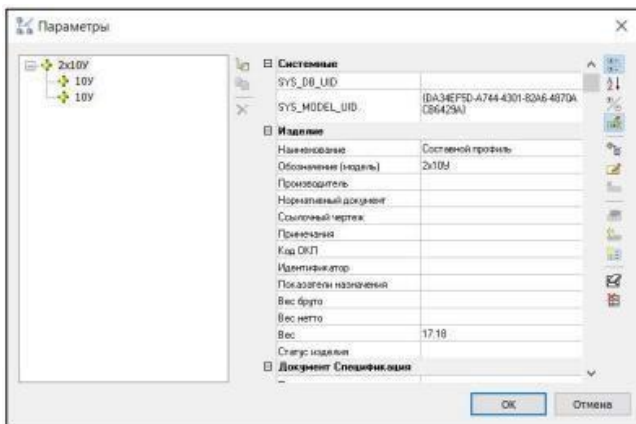 Параметры
2x10У
10У
10У
Системные
SYS_DB_UID
SYS_MODEL_UID {DA34EF5D-A744-4301-82A6-4870A
CB6429A}
Изделие
Наименование Составной профиль
Обозначение (модель) 2x10У
Производитель
Нормативный документ
Ссылочный чертеж
Примечания
Код ОКП
Идентификатор
Показатели назначения
Вес брутто
Вес нетто
Вес 17.18
Статус изделия
Документ Спецификация
ОК Отмена